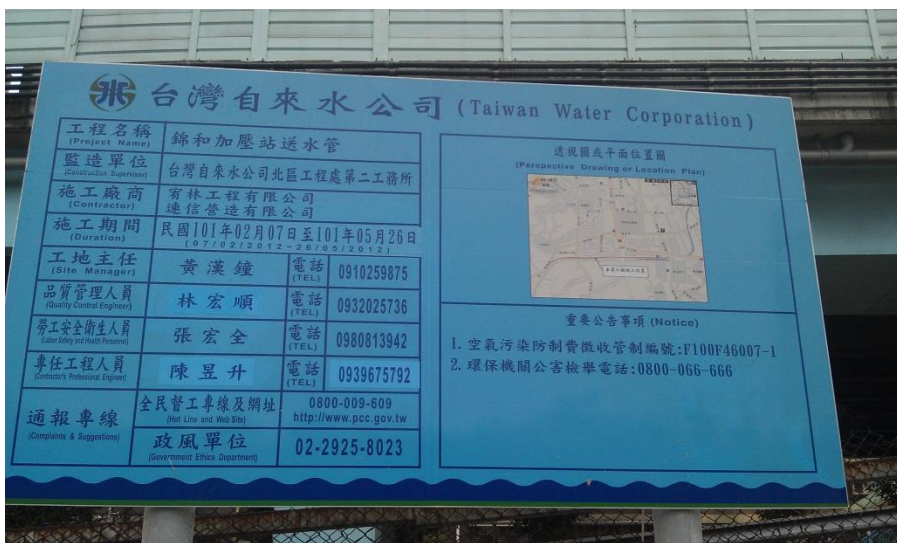 台灣自來水公司 (Taiwan Water Corporation)
工程名稱 錦和加壓站送水管
(Project Name)
監造單位 台灣自來水公司北區工程處第二工務所
(Construction Supervisor)
施工廠商 宥林工程有限公司
(Contractor) 連信營造有限公司
施工期間 民國101年02月07日至101年05月26日
(Duration) (07/02/2012-26/05/2012)
工地主任 黃漢鐘 電話 0910259875
(Site Manager) (TEL)
品質管理人員 林宏順 電話 0932025736
(Quality Control Engineer) (TEL)
勞工安全衛生人員 張宏全 電話 0980813942
(Labor Safety and Health Personnel) (TEL)
專任工程人員 陳昱升 電話 0939675792
(Contractor's Professional Engineer) (TEL)
通報專線
(Complaints & Suggestions)
全民督工專線及網址 0800-009-609
(Hot Line and Web Site) http://www.pcc.gov.tw
政風單位 02-2925-8023
(Government Ethics Department)
透視圖或平面位置圖
(Perspective Drawing or Location Plan)
重要公告事項 (Notice)
1. 空氣污染防制費徵收管制編號:F100F46007-1
2. 環保機關公害檢舉電話:0800-066-666